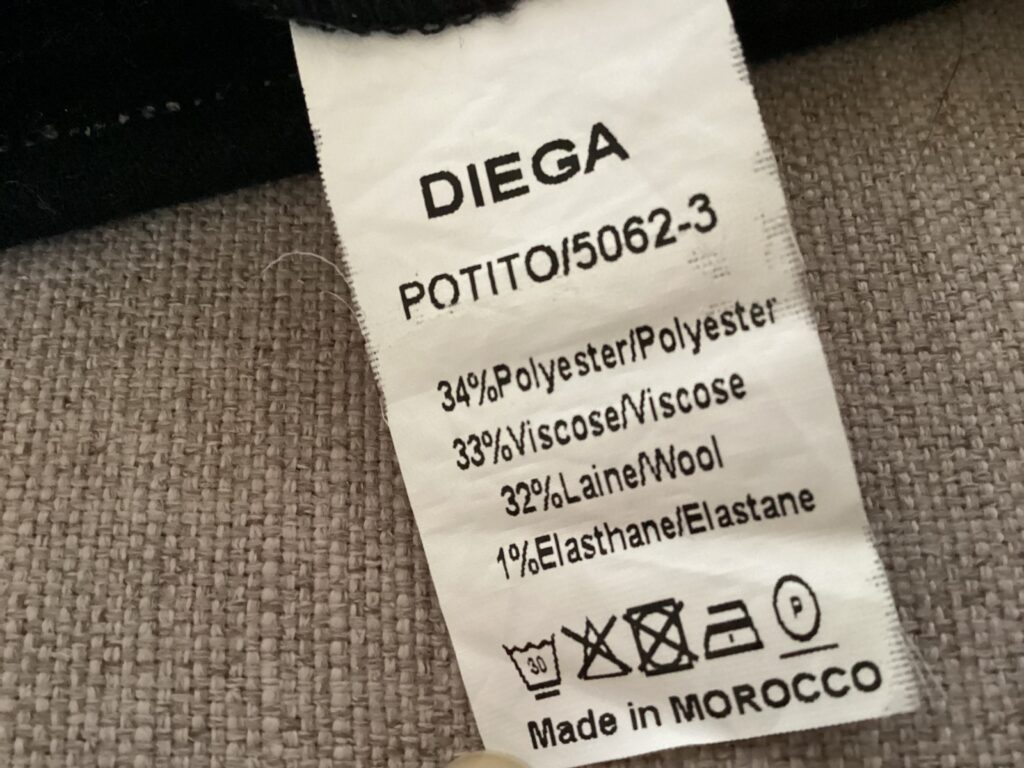 DIEGA
POTITO/5062-3
34%Polyester/Polyester
33%Viscose/Viscose
32%Laine/Wool
1%Elasthane/Elastane
30 P
Made in MOROCCO